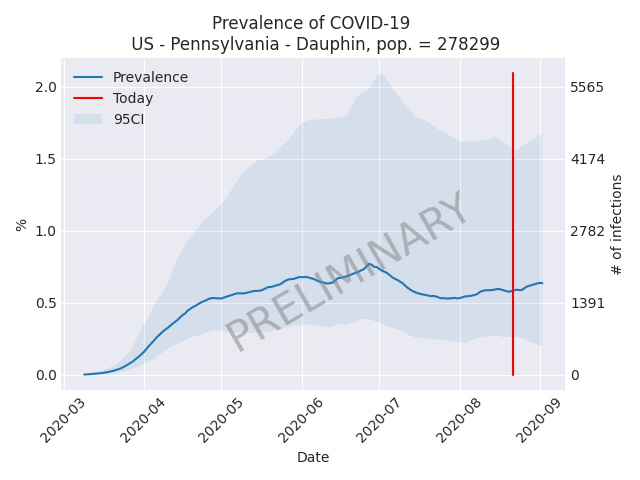 Prevalence of COVID-19
US - Pennsylvania - Dauphin, pop. = 278299
Prevalence
Today
95CI
2.0
1.5
1.0
0.5
0.0
%
5565
4174
2782
1391
0
# of infections
PRELIMINARY
2020-03
2020-04
2020-05
2020-06
2020-07
2020-08
2020-09
Date